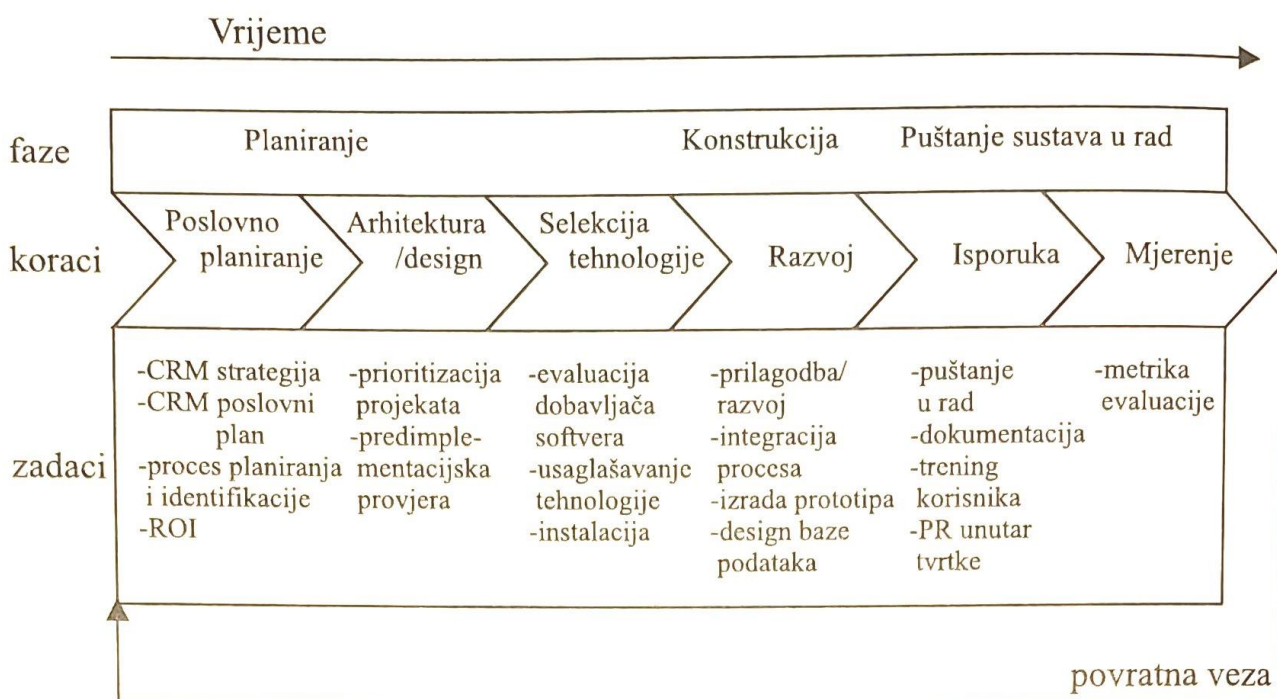 Vrijeme
faze
Planiranje
Konstrukcija
Puštanje sustava u rad
koraci
Poslovno
planiranje
Arhitektura
/design
Selekcija
tehnologije
Razvoj
Isporuka
Mjerenje
zadaci
-CRM strategija
-CRM poslovni
plan
-proces planiranja
i identifikacije
-ROI
-prioritizacija
projekata
-predimple-
mentacijska
provjera
-evaluacija
dobavljača
softvera
-usaglašavanje
tehnologije
-instalacija
-prilagodba/
razvoj
-integracija
procesa
-izrada prototipa
-design baze
podataka
-puštanje
u rad
-dokumentacija
-trening
korisnika
-PR unutar
tvrtke
-metrika
evaluacije
povratna veza